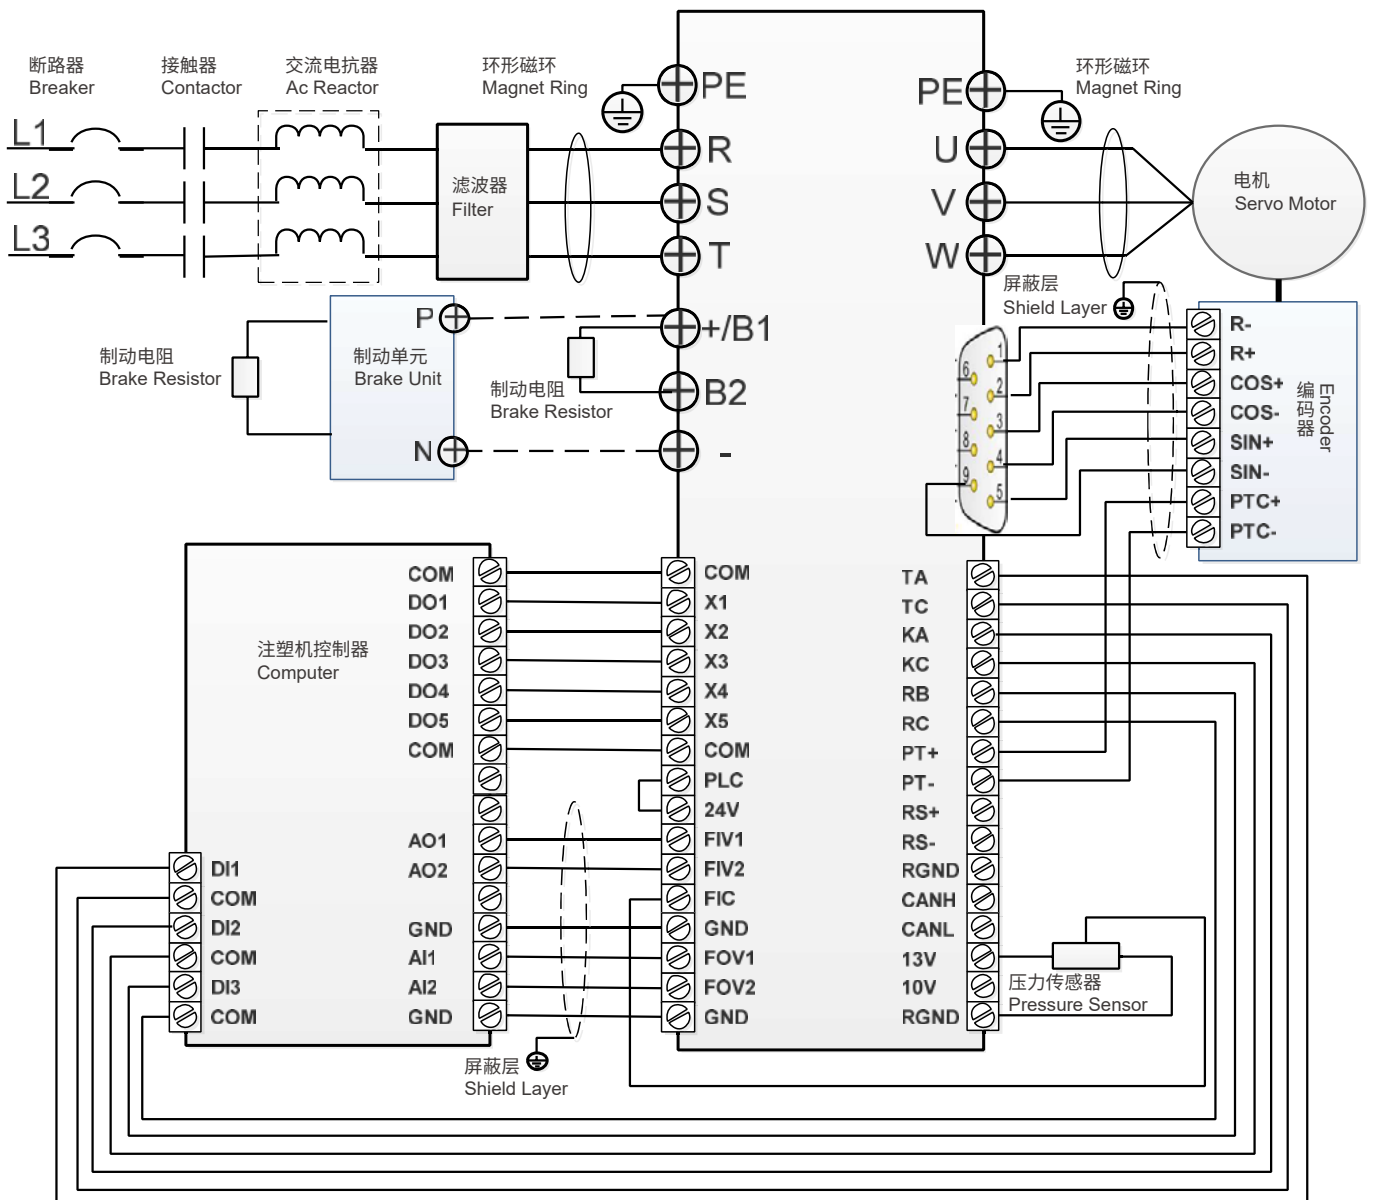 断路器
Breaker
接触器
Contactor
交流电抗器
Ac Reactor
环形磁环
Magnet Ring
环形磁环
Magnet Ring
L1
L2
L3
滤波器
Filter
PE
R
S
T
+/B1
B2
-
PE
U
V
W
电机
Servo Motor
屏蔽层
Shield Layer
制动电阻
Brake Resistor
P
制动单元
Brake Unit
N
制动电阻
Brake Resistor
1
2
3
4
5
6
7
8
9
R-
R+
COS+
COS-
SIN+
SIN-
PTC+
PTC-
编码器
Encoder
注塑机控制器
Computer
COM
DO1
DO2
DO3
DO4
DO5
COM
AO1
AO2
GND
AI1
AI2
GND
DI1
COM
DI2
COM
DI3
COM
COM
X1
X2
X3
X4
X5
COM
PLC
24V
FIV1
FIV2
FIC
GND
FOV1
FOV2
GND
TA
TC
KA
KC
RB
RC
PT+
PT-
RS+
RS-
RGND
CANH
CANL
13V
10V
RGND
压力传感器
Pressure Sensor
屏蔽层
Shield Layer